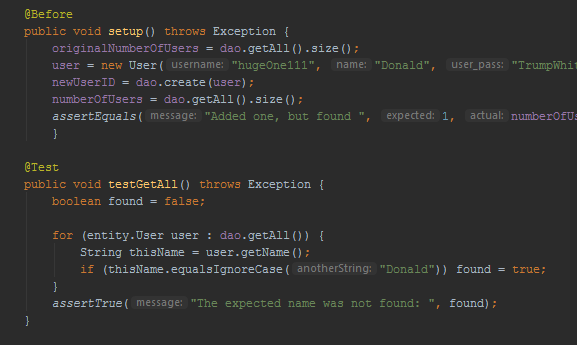 @Before
public void setup() throws Exception {
originalNumberOfUsers = dao.getAll().size();
user = new User( username: "hugeOne111", name: "Donald", user_pass: "TrumpWhit
newUserID = dao.create(user);
numberOfUsers = dao.getAll().size();
assertEquals( message: "Added one, but found ", expected: 1, actual: numberOfUs
}
@Test
public void testGetAll() throws Exception {
boolean found = false;
for (entity.User user : dao.getAll()) {
String thisName = user.getName();
if (thisName.equalsIgnoreCase( anotherString: "Donald")) found = true;
}
assertTrue( message: "The expected name was not found: ", found);
}